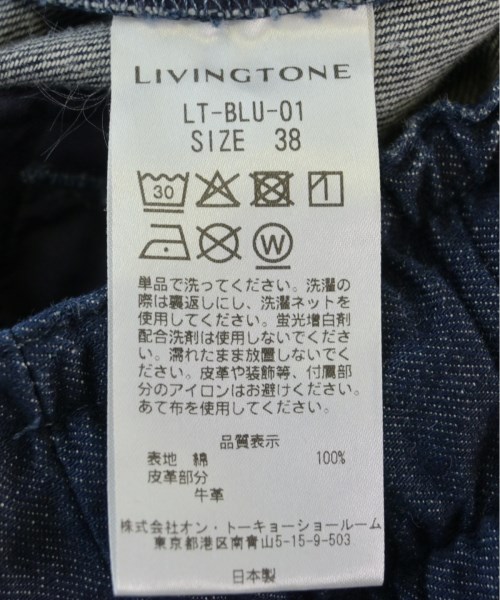 LIVINGTONE
LT-BLU-01
SIZE 38
30
W
単品で洗ってください。洗濯の
際は裏返しにし、洗濯ネットを
使用してください。蛍光増白剤
配合洗剤は使用しないでくださ
い。濡れたまま放置しないでく
ださい。皮革や装飾等、付属部
分のアイロンはお避けください。
あて布を使用してください。
品質表示
表地 綿 100%
皮革部分
牛革
株式会社オン・トーキョーショールーム
東京都港区南青山5-15-9-503
日本製